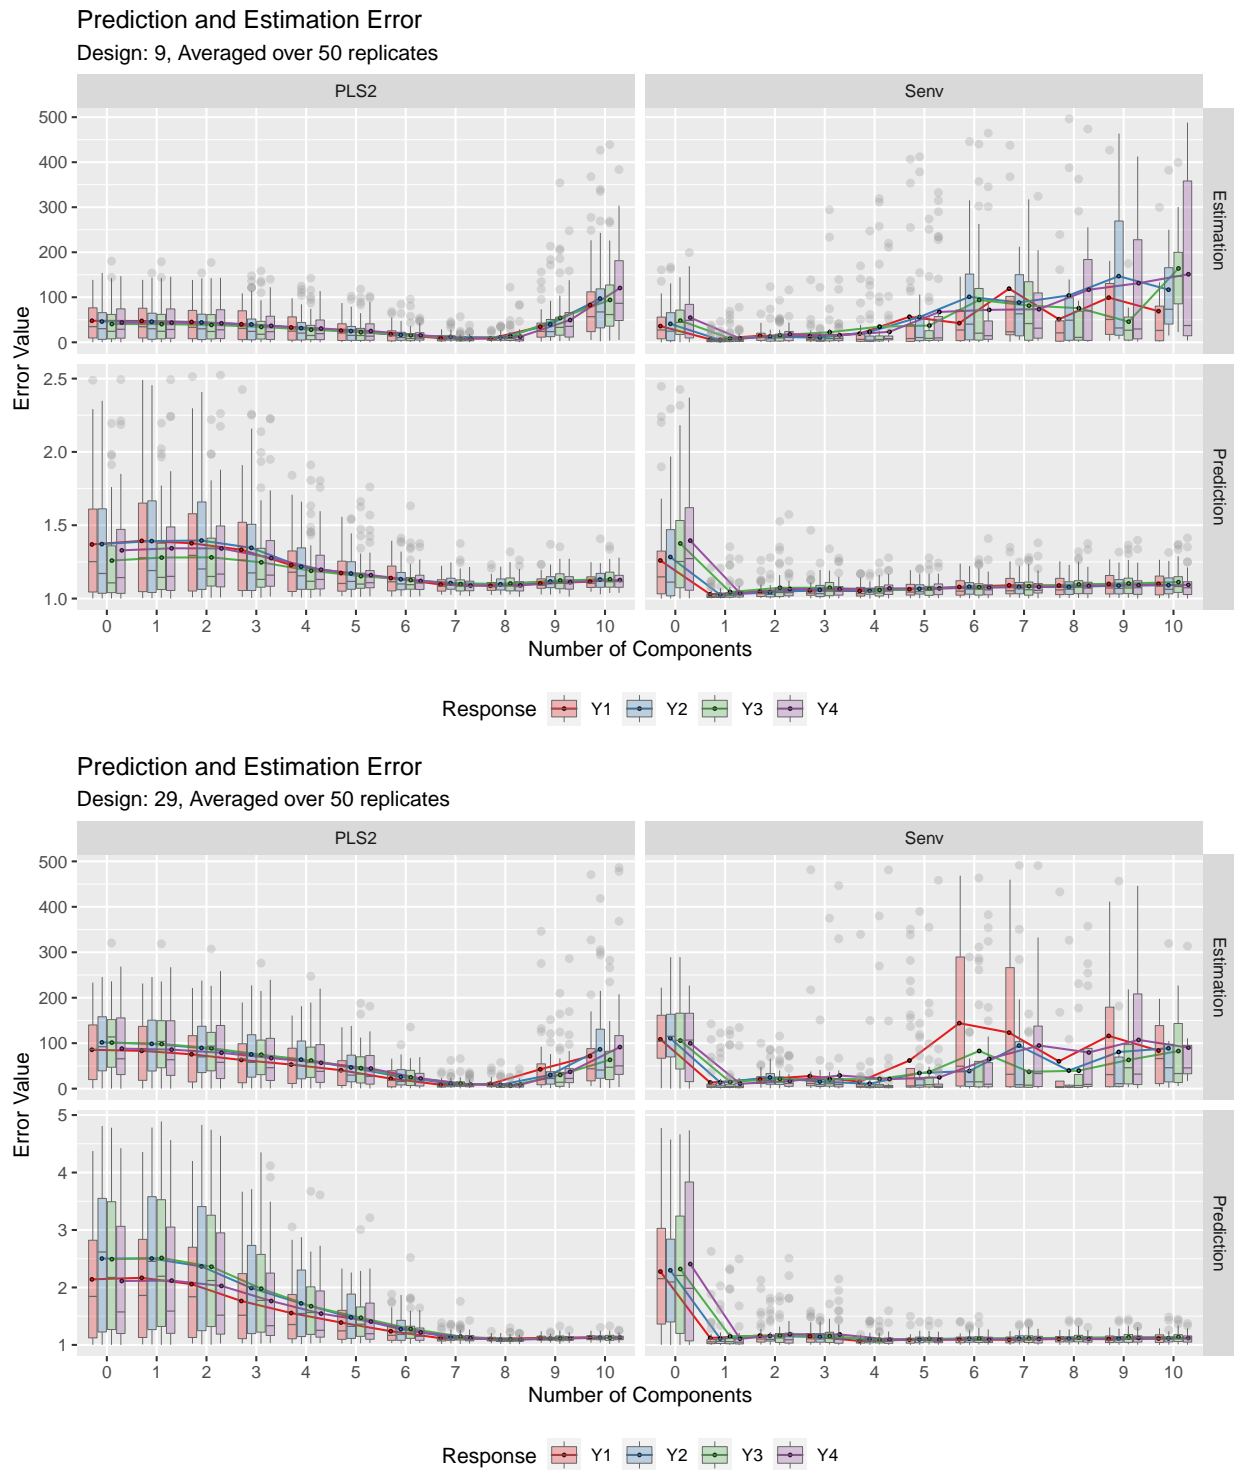 Prediction and Estimation Error
Design: 9, Averaged over 50 replicates
PLS2 Senv
500
400
300
200
100
0
Estimation
Error Value
2.5
2.0
1.5
1.0
Prediction
0 1 2 3 4 5 6 7 8 9 10 0 1 2 3 4 5 6 7 8 9 10
Number of Components
Response Y1 Y2 Y3 Y4
Prediction and Estimation Error
Design: 29, Averaged over 50 replicates
PLS2 Senv
500
400
300
200
100
0
Estimation
Error Value
5
4
3
2
1
Prediction
0 1 2 3 4 5 6 7 8 9 10 0 1 2 3 4 5 6 7 8 9 10
Number of Components
Response Y1 Y2 Y3 Y4